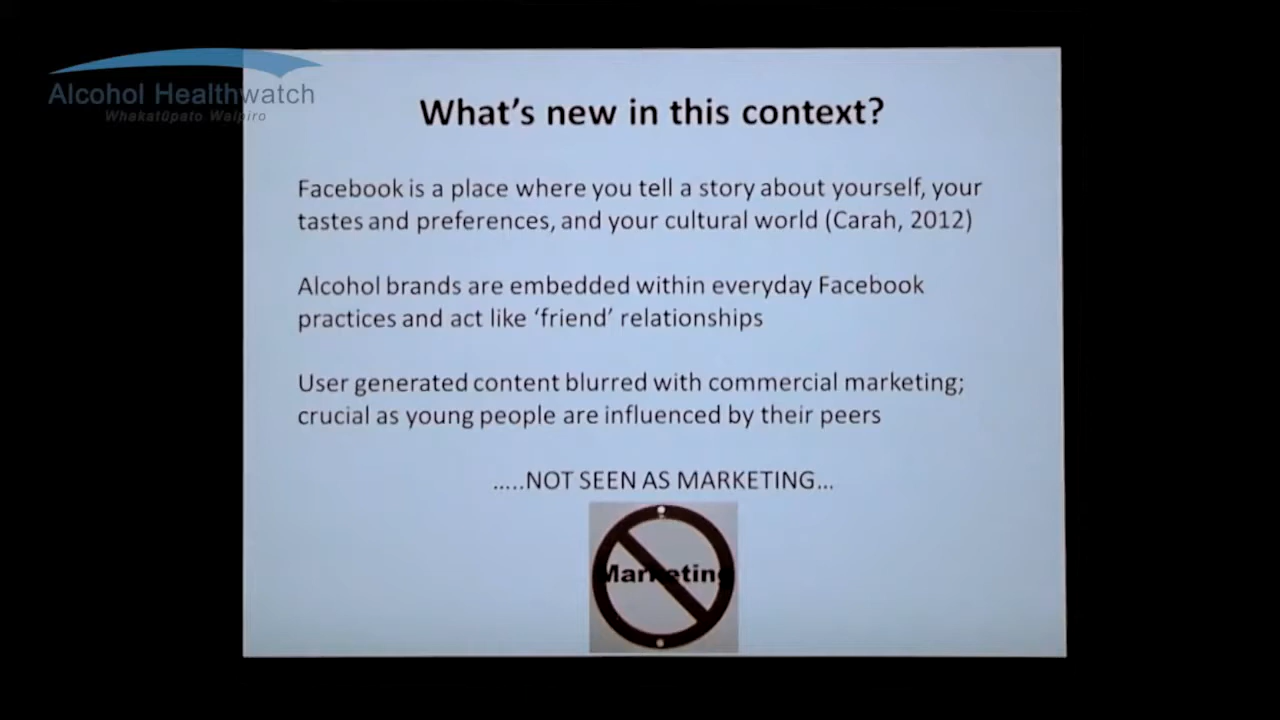 Alcohol Healthwatch
Whakatūpato Waipiro
What's new in this context?
Facebook is a place where you tell a story about yourself, your
tastes and preferences, and your cultural world (Carah, 2012)
Alcohol brands are embedded within everyday Facebook
practices and act like ‘friend’ relationships
User generated content blurred with commercial marketing;
crucial as young people are influenced by their peers
…..NOT SEEN AS MARKETING…
Marketing